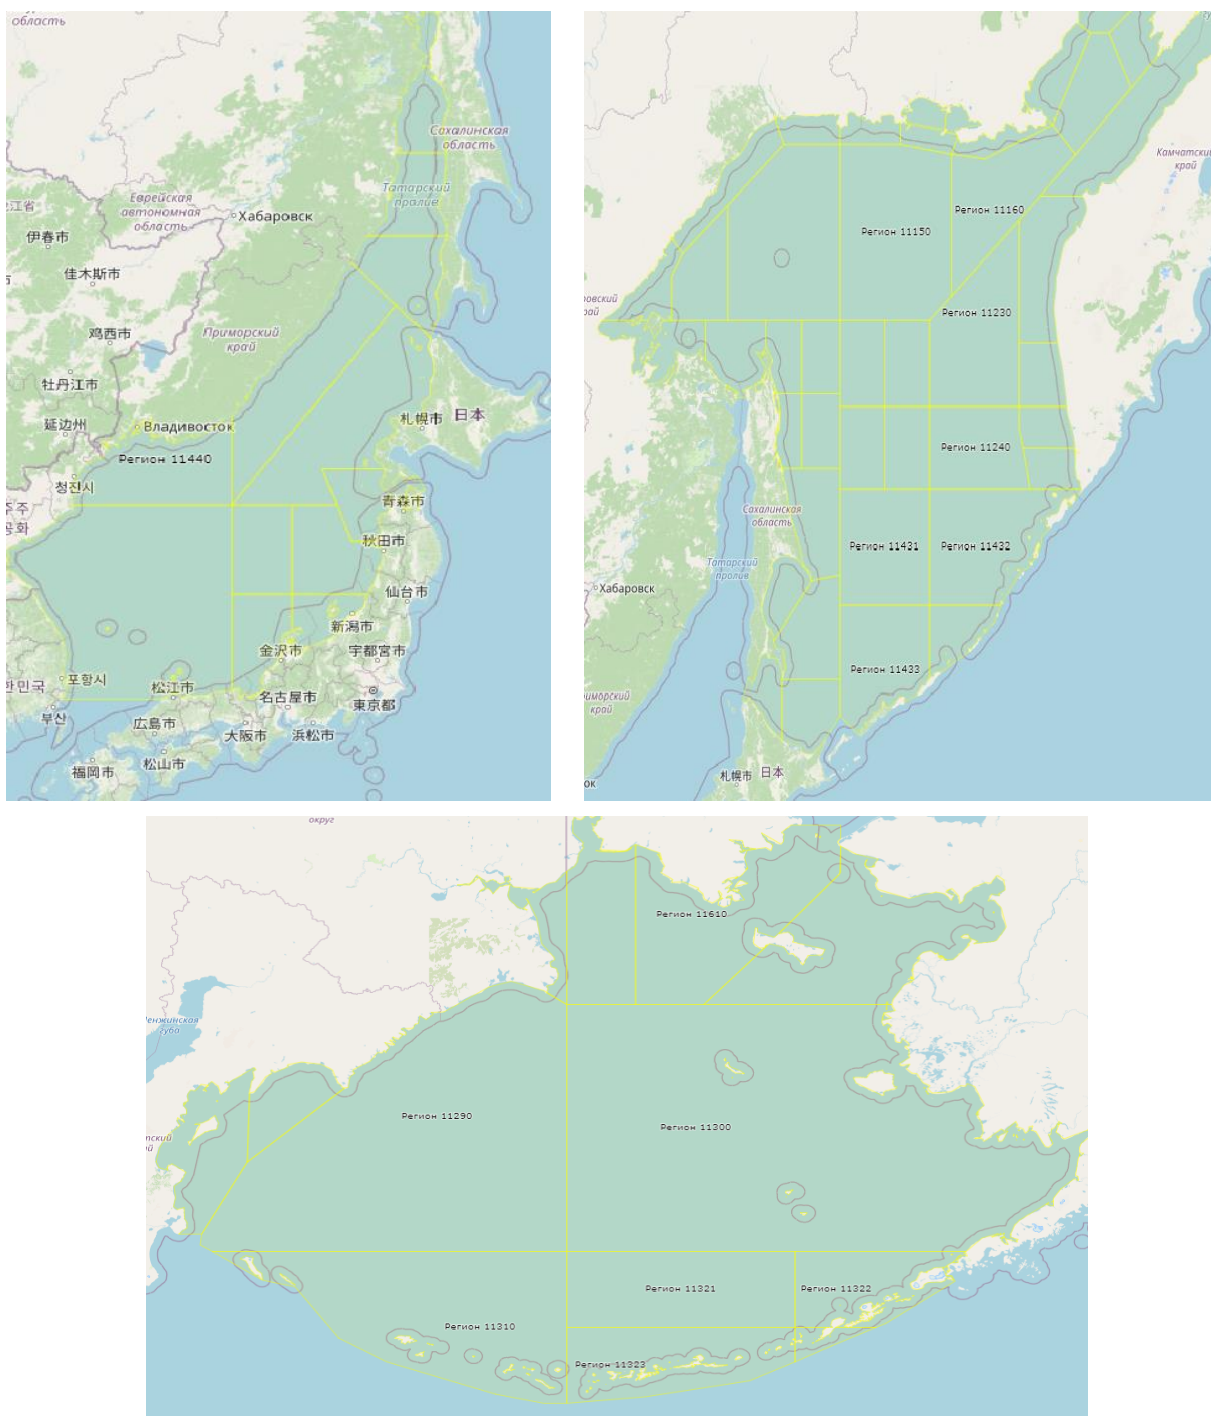 область
Сахалинская
область
Татарский
пролив
Еврейская
автономная
область
Хабаровск
江省
伊春市
佳木斯市
鸡西市
Приморский
край
牡丹江市
延边州
Владивосток
札幌市
日本
Регион 11440
청진시
青森市
秋田市
仙台市
新潟市
金沢市
宇都宮市
포항시
松江市
名古屋市
東京都
부산
広島市
大阪市
浜松市
福岡市
松山市
Камчатский
край
Регион 11160
Регион 11150
Регион 11230
Регион 11240
Сахалинская
область
Регион 11431
Регион 11432
Татарский
пролив
Хабаровск
Регион 11433
край
札幌市
日本
округ
Регион 11610
губа
Регион 11290
Регион 11300
Регион 11321
Регион 11322
Регион 11310
Регион 11323